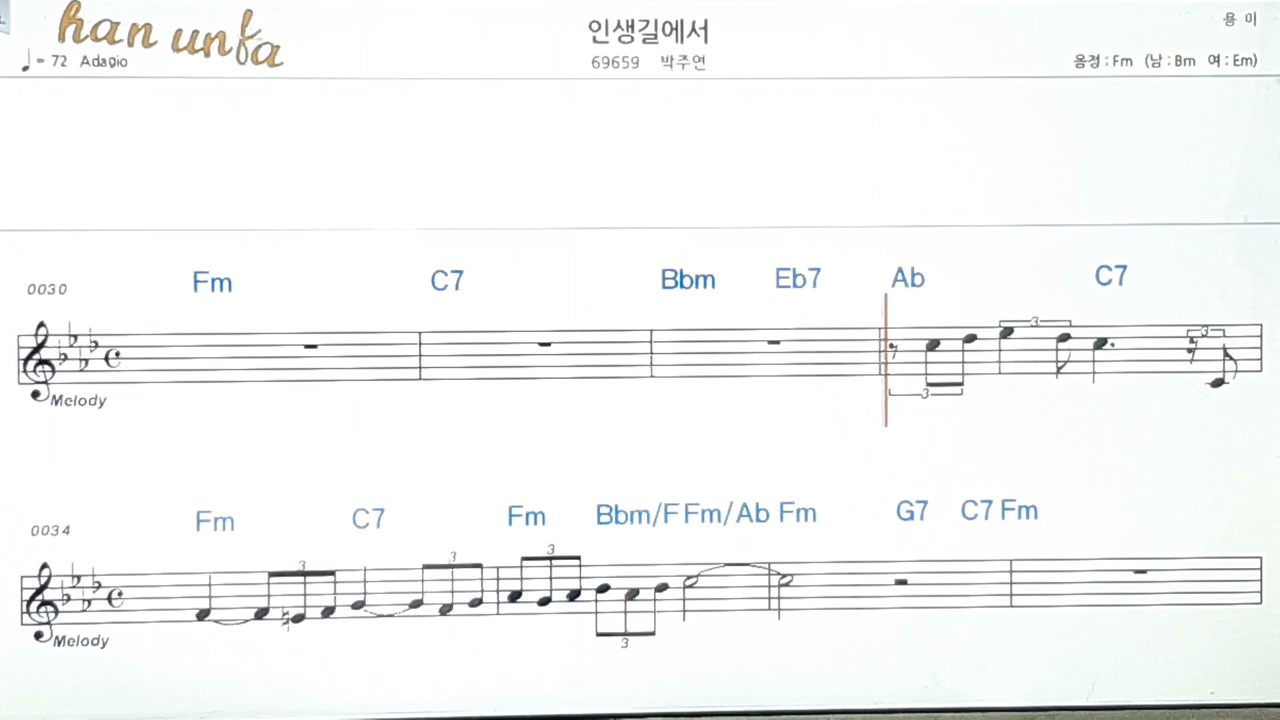 han unfa
인생길에서
용 이
♩= 72 Adagio
69659 박주연
음정 : Fm (남 : Bm 여 : Em)
Fm C7 Bbm Eb7 Ab C7
0030
3 3
3
Melody
Fm C7 Fm Bbm/F Fm/Ab Fm G7 C7 Fm
0034
3 3 3
3
Melody